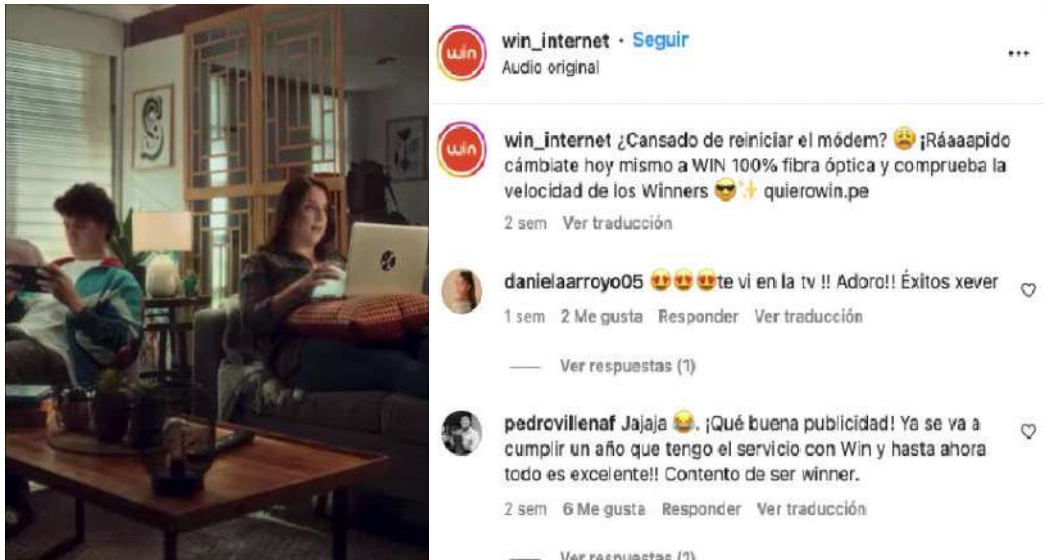 win
win_internet • Seguir
Audio original
win
win_internet ¿Cansado de reiniciar el módem? 😩 ¡Ráaaapido
cámbiate hoy mismo a WIN 100% fibra óptica y comprueba la
velocidad de los Winners 😎✨ quierowin.pe
2 sem Ver traducción
danielaarroyo05 😍😍😍te vi en la tv !! Adoro!! Éxitos xever
1 sem 2 Me gusta Responder Ver traducción
Ver respuestas (1)
pedrovillenaf Jajaja 😂. ¡Qué buena publicidad! Ya se va a
cumplir un año que tengo el servicio con Win y hasta ahora
todo es excelente!! Contento de ser winner.
2 sem 6 Me gusta Responder Ver traducción
Ver respuestas (1)